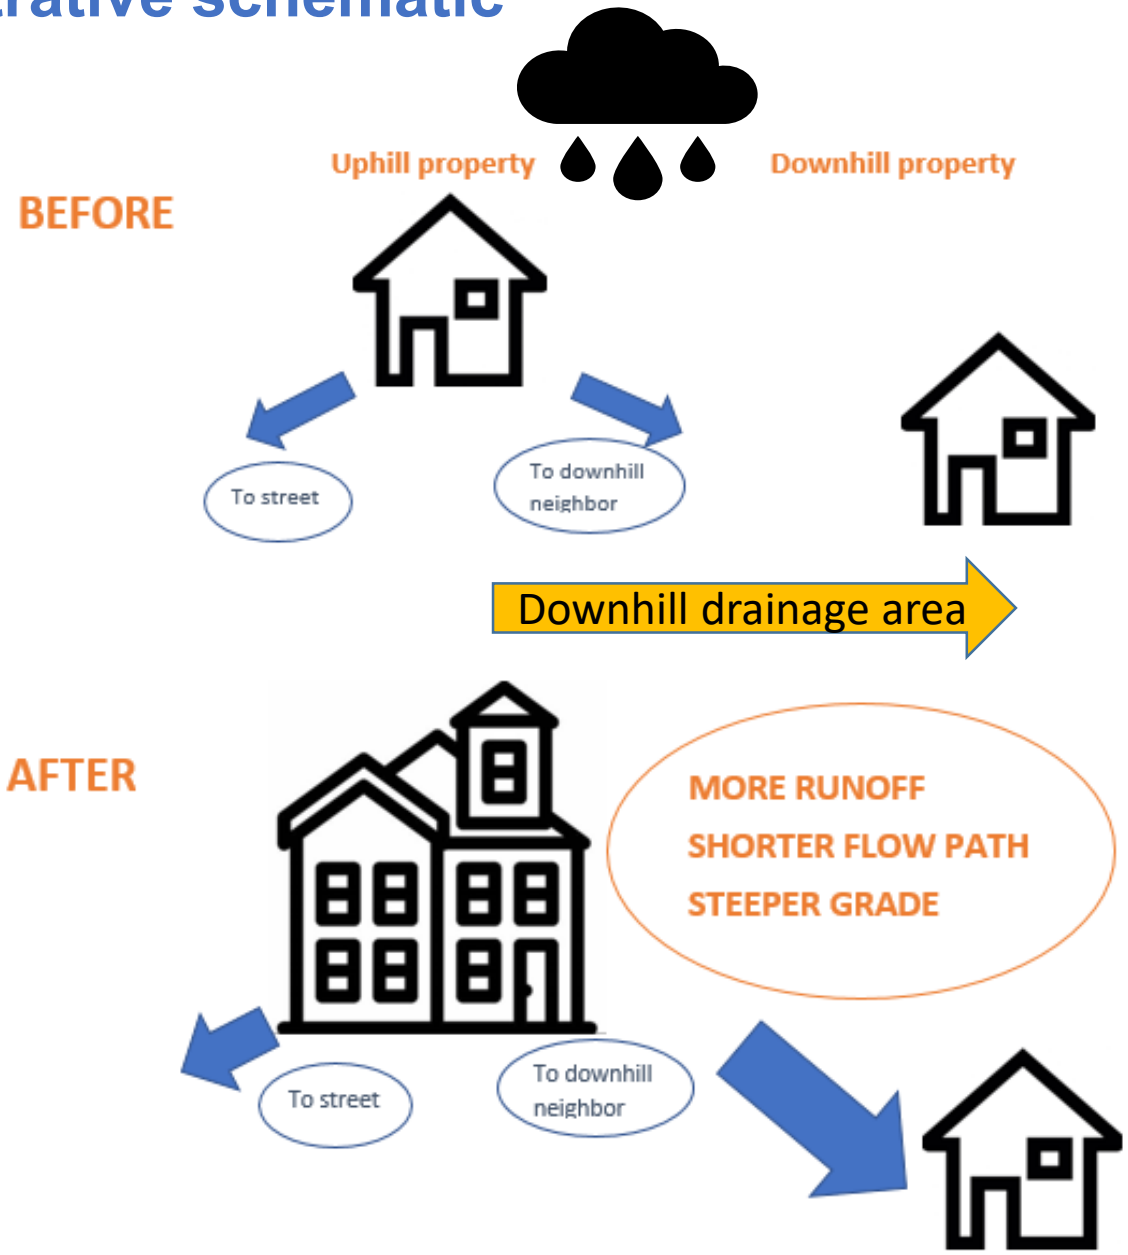 schematic
Uphill property
Downhill property
BEFORE
To street
To downhill
neighbor
Downhill drainage area
AFTER
MORE RUNOFF
SHORTER FLOW PATH
STEEPER GRADE
To street
To downhill
neighbor